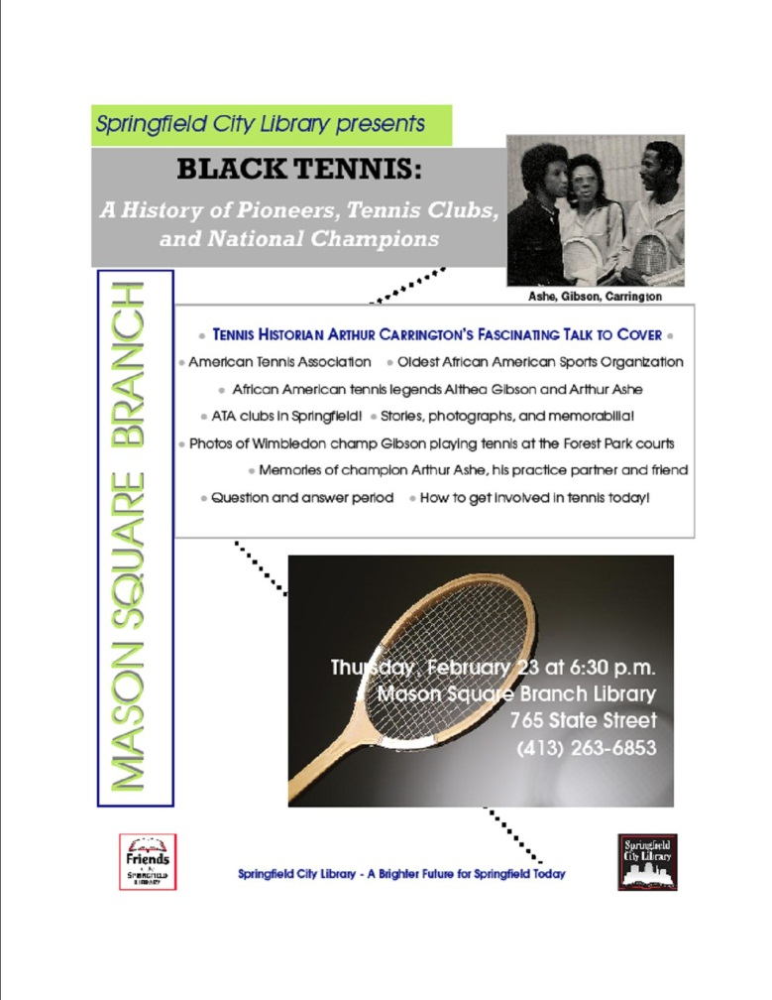 Springfield City Library presents
BLACK TENNIS:
A History of Pioneers, Tennis Clubs,
and National Champions
Ashe, Gibson, Carrington
MASON SQUARE BRANCH
• TENNIS HISTORIAN ARTHUR CARRINGTON'S FASCINATING TALK TO COVER •
• American Tennis Association • Oldest African American Sports Organization
• African American tennis legends Althea Gibson and Arthur Ashe
• ATA clubs in Springfield! • Stories, photographs, and memorabilia!
• Photos of Wimbledon champ Gibson playing tennis at the Forest Park courts
• Memories of champion Arthur Ashe, his practice partner and friend
• Question and answer period • How to get involved in tennis today!
Thursday, February 23 at 6:30 p.m.
Mason Square Branch Library
765 State Street
(413) 263-6853
Friends
SPRINGFIELD
LIBRARY
Springfield City Library - A Brighter Future for Springfield Today
Springfield
City Library